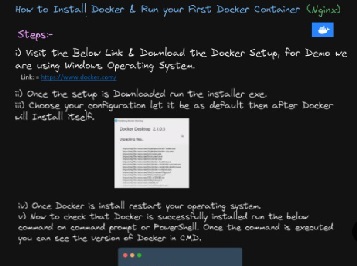 How to Install Docker & Run your First Docker Container (Nginx)
Steps:-
i) Visit the Below Link & Download the Docker Setup, for Demo we
are using Windows Operating System.
Link:- https://www.docker.com/
ii) Once the setup is Downloaded run the installer exe.
iii) Choose your configuration let it be as default then after Docker
will Install itself.
Docker Desktop
iv) Once Docker is install restart your operating system.
v) Now to check that Docker is successfully installed run the below
command on command prompt or PowerShell. Once the command is executed
you can see the version of Docker in CMD.